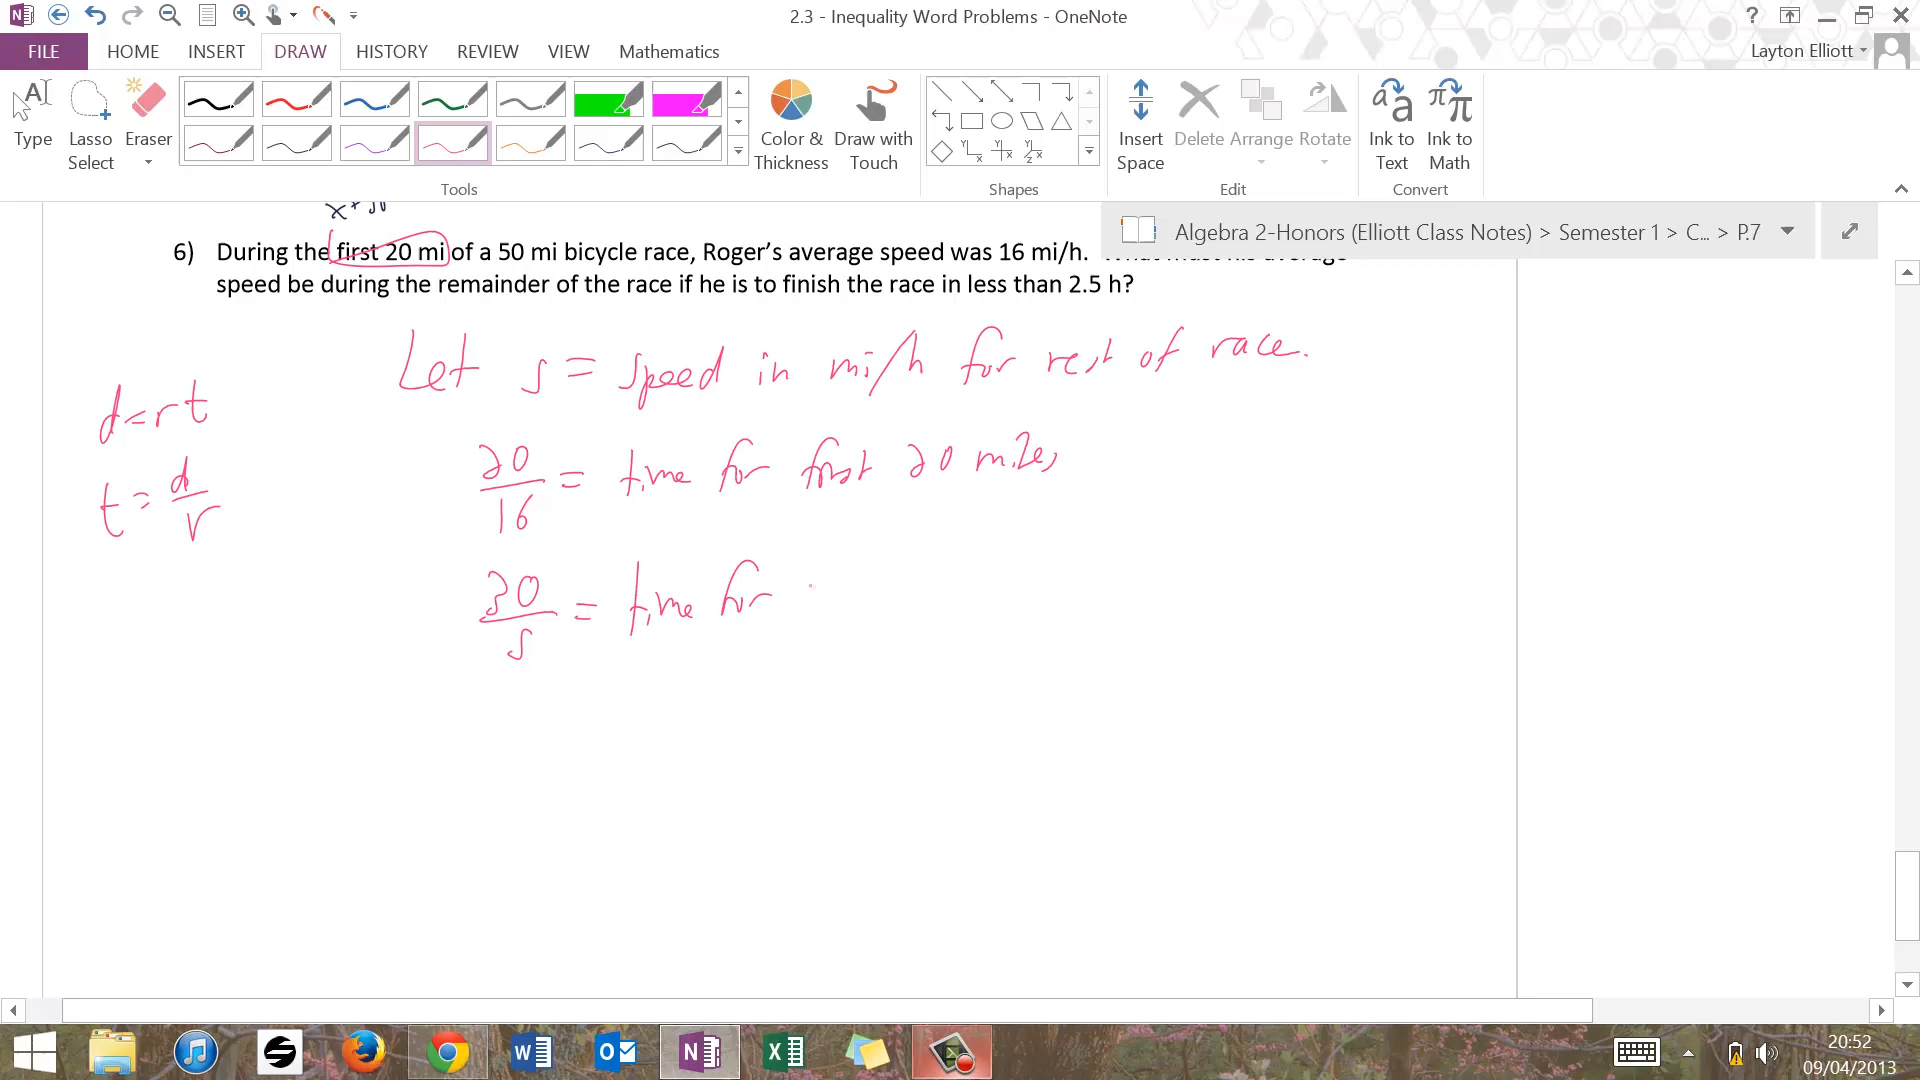 2.3 - Inequality Word Problems - OneNote
FILE HOME INSERT DRAW HISTORY REVIEW VIEW Mathematics
Layton Elliott
Type
Lasso Select
Eraser
Color & Thickness
Draw with Touch
Insert Space
Delete
Arrange
Rotate
Ink to Text
Ink to Math
Tools Shapes Edit Convert
Algebra 2-Honors (Elliott Class Notes) > Semester 1 > C... > P.7
6) During the first 20 mi of a 50 mi bicycle race, Roger’s average speed was 16 mi/h. What must his average
speed be during the remainder of the race if he is to finish the race in less than 2.5 h?
Let s = speed in mi/h for rest of race.
d=rt
t = d/r
20/16 = time for first 20 miles
30/s = time for
20:52
09/04/2013